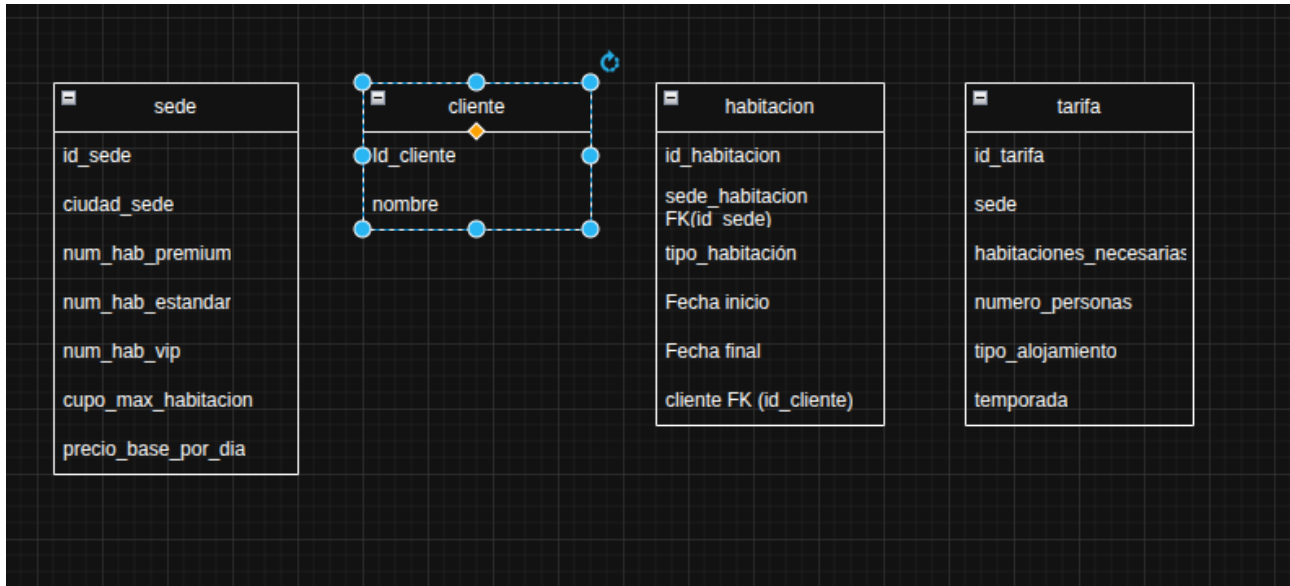 sede
id_sede
ciudad_sede
num_hab_premium
num_hab_estandar
num_hab_vip
cupo_max_habitacion
precio_base_por_dia
cliente
Id_cliente
nombre
habitacion
id_habitacion
sede_habitacion
FK(id_sede)
tipo_habitación
Fecha inicio
Fecha final
cliente FK (id_cliente)
tarifa
id_tarifa
sede
habitaciones_necesarias
numero_personas
tipo_alojamiento
temporada